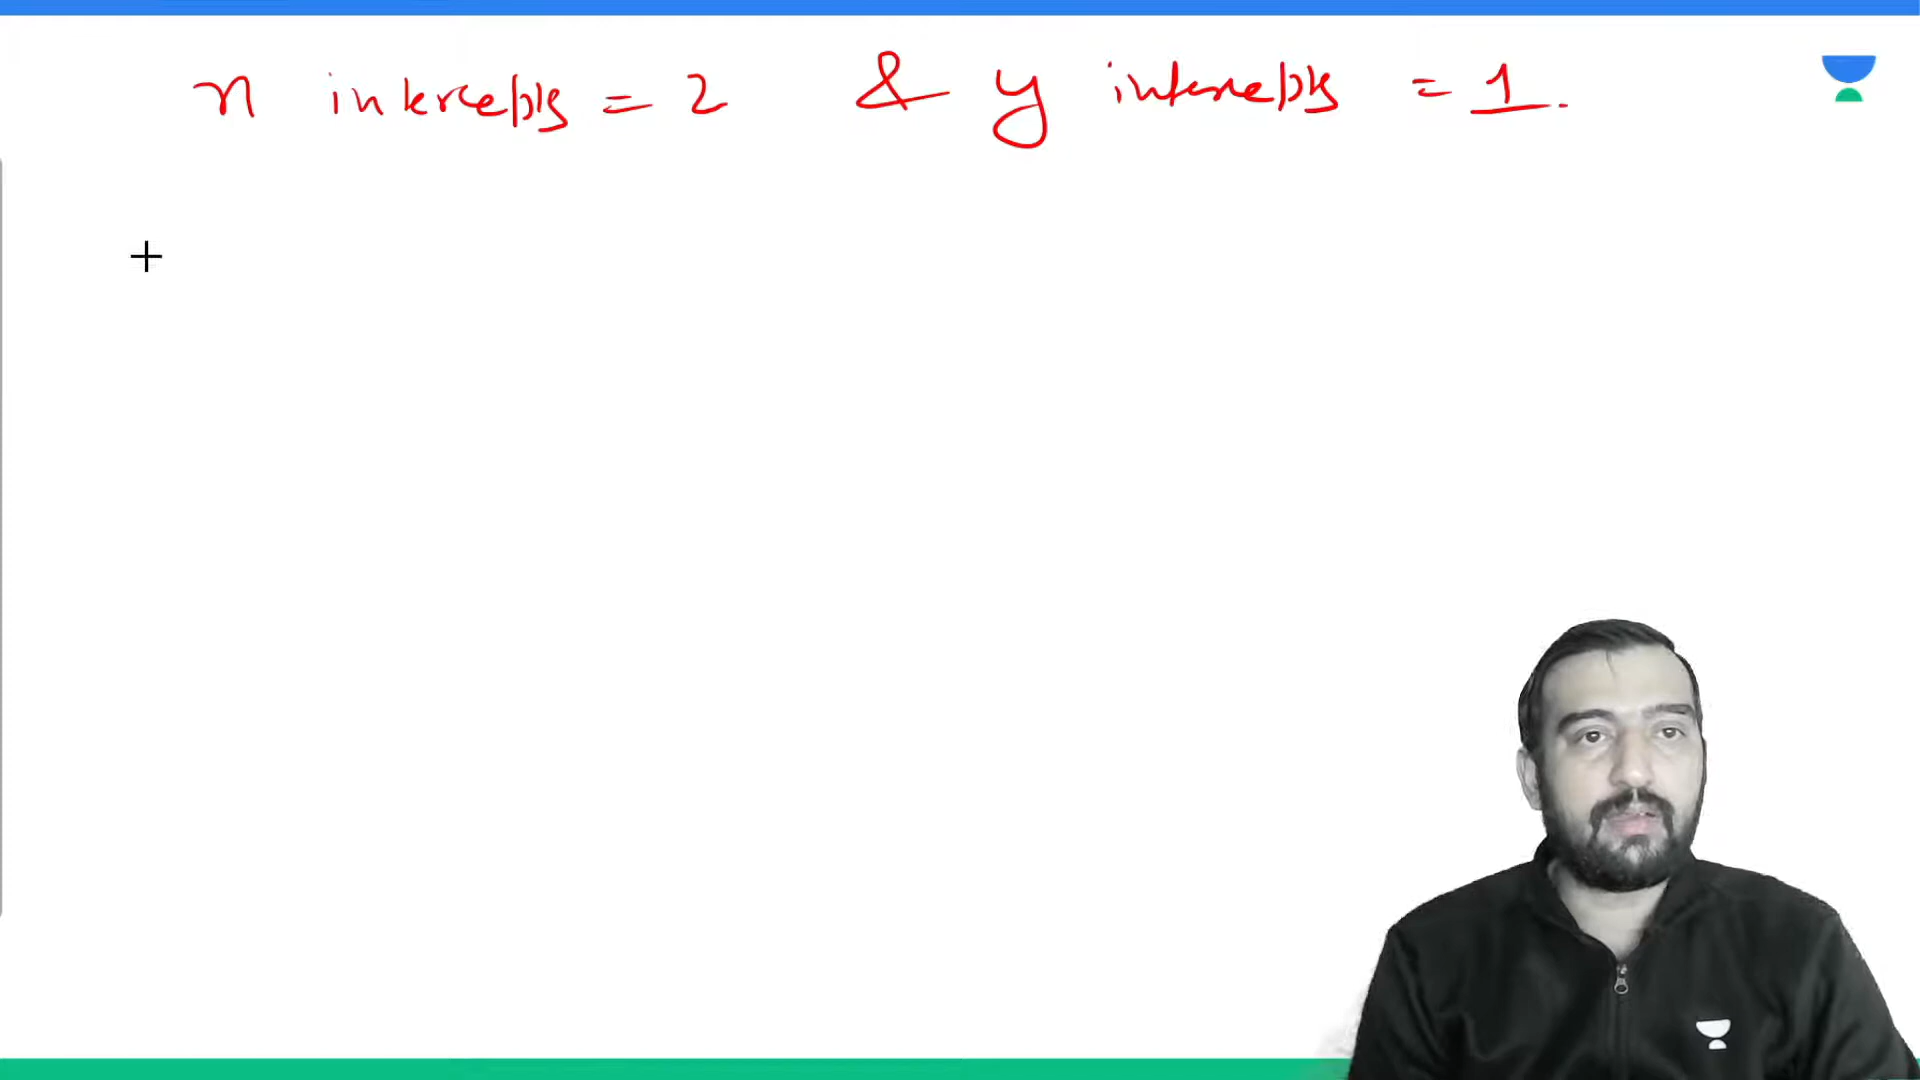 x intercepts = 2 & y intercepts = 1.